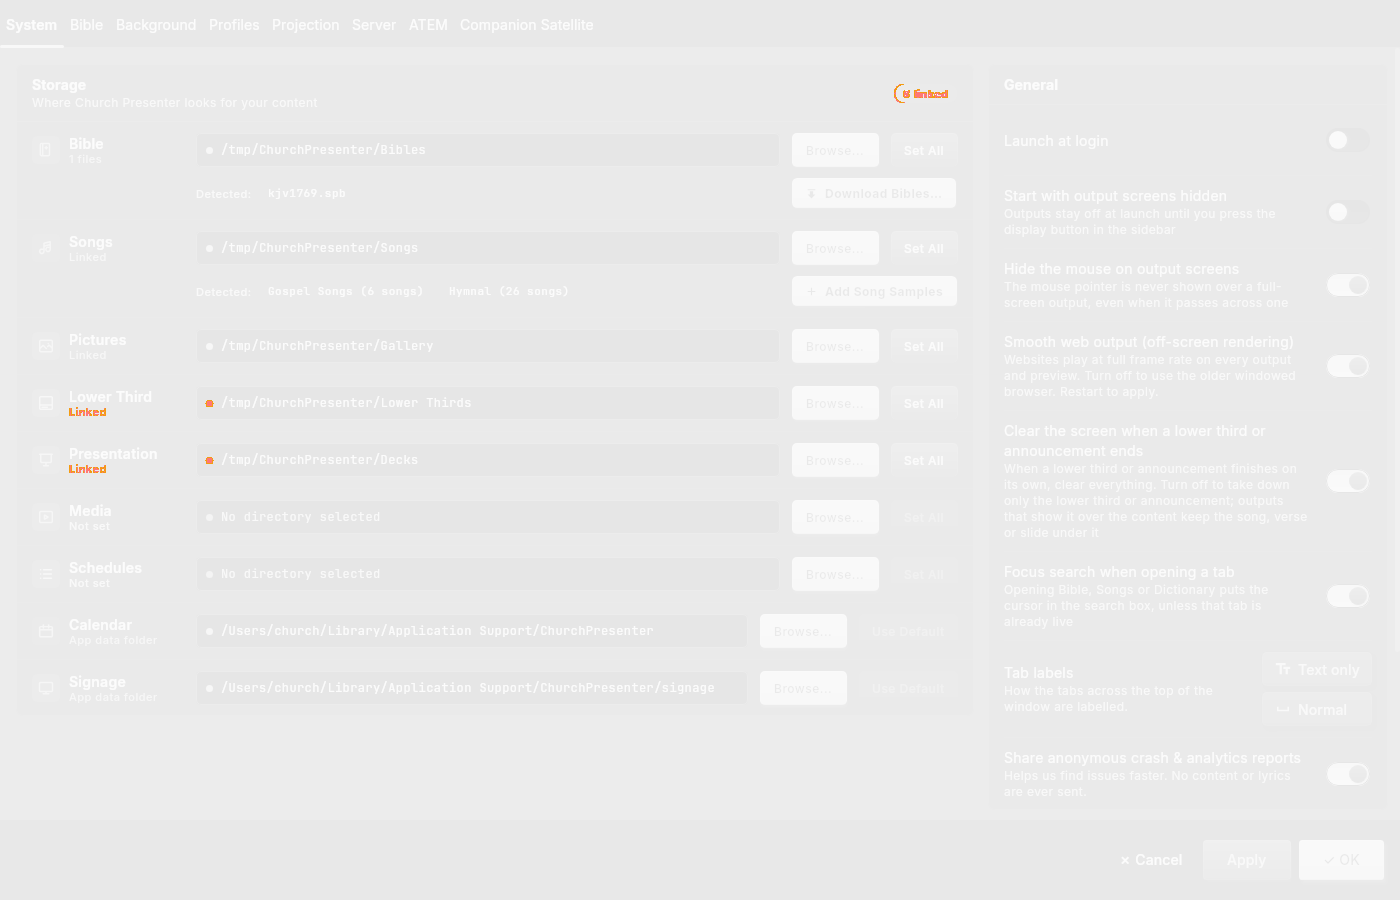 System Bible Background Profiles Projection Server ATEM Companion Satellite
Storage
Where Church Presenter looks for your content
linked
Bible
1 files
/tmp/ChurchPresenter/Bibles
Browse...
Set All
Detected:
kjv1769.spb
Download Bibles...
Songs
Linked
/tmp/ChurchPresenter/Songs
Browse...
Set All
Detected:
Gospel Songs (6 songs)
Hymnal (26 songs)
Add Song Samples
Pictures
Linked
/tmp/ChurchPresenter/Gallery
Browse...
Set All
Lower Third
Linked
/tmp/ChurchPresenter/Lower Thirds
Browse...
Set All
Presentation
Linked
/tmp/ChurchPresenter/Decks
Browse...
Set All
Media
Not set
No directory selected
Browse...
Set All
Schedules
Not set
No directory selected
Browse...
Set All
Calendar
App data folder
/Users/church/Library/Application Support/ChurchPresenter
Browse...
Use Default
Signage
App data folder
/Users/church/Library/Application Support/ChurchPresenter/signage
Browse...
Use Default
General
Launch at login
Start with output screens hidden
Outputs stay off at launch until you press the
display button in the sidebar
Hide the mouse on output screens
The mouse pointer is never shown over a full-
screen output, even when it passes across one
Smooth web output (off-screen rendering)
Websites play at full frame rate on every output
and preview. Turn off to use the older windowed
browser. Restart to apply.
Clear the screen when a lower third or
announcement ends
When a lower third or announcement finishes on
its own, clear everything. Turn off to take down
only the lower third or announcement; outputs
that show it over the content keep the song, verse
or slide under it.
Focus search when opening a tab
Opening Bible, Songs or Dictionary puts the
cursor in the search box, unless that tab is
already live
Tab labels
How the tabs across the top of the
window are labelled.
Text only
Normal
Share anonymous crash & analytics reports
Helps us find issues faster. No content or lyrics
are ever sent.
Cancel
Apply
OK